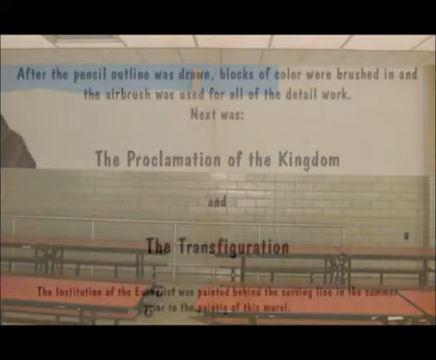 After the pencil outline was drawn, blocks of color were brushed in and
the airbrush was used for all of the detail work.
Next was:
The Proclamation of the Kingdom
and
The Transfiguration
The Institution of the Eucharist was painted behind the serving line in the summer
prior to the paintig of this mural.